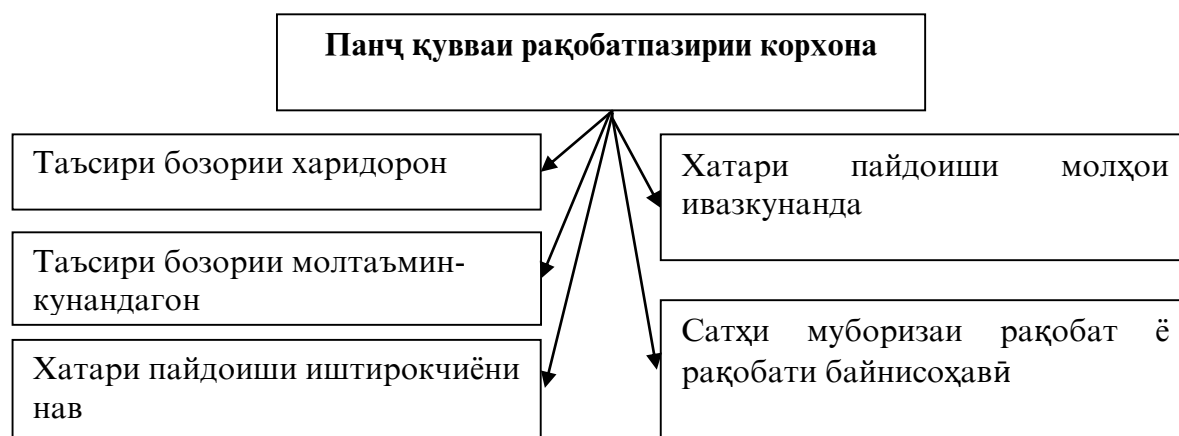 Панҷ қувваи рақобатпазирии корхона
Таъсири бозории харидорон
Таъсири бозории молтаъмин-
кунандагон
Хатари пайдоиши иштирокчиёни
нав
Хатари пайдоиши молҳои
ивазкунанда
Сатҳи муборизаи рақобат ё
рақобати байнисоҳавӣ